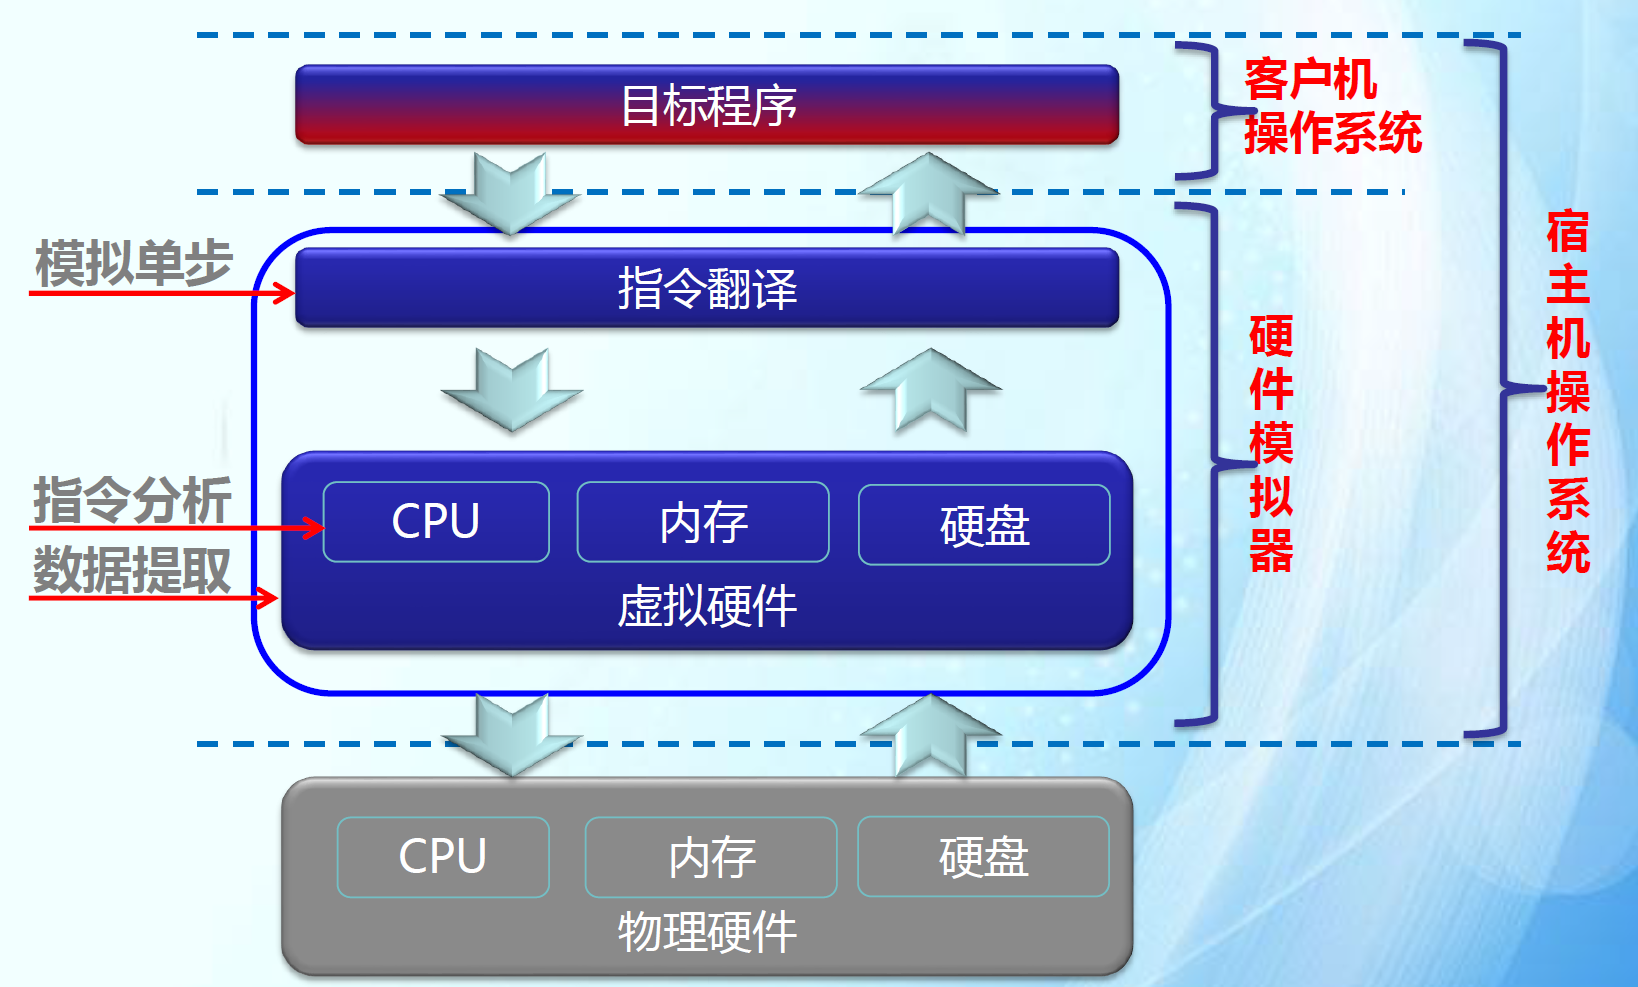 目标程序
客户机
操作系统
模拟单步
指令翻译
指令分析
数据提取
CPU
内存
硬盘
虚拟硬件
硬件模拟器
宿主机操作系统
CPU
内存
硬盘
物理硬件